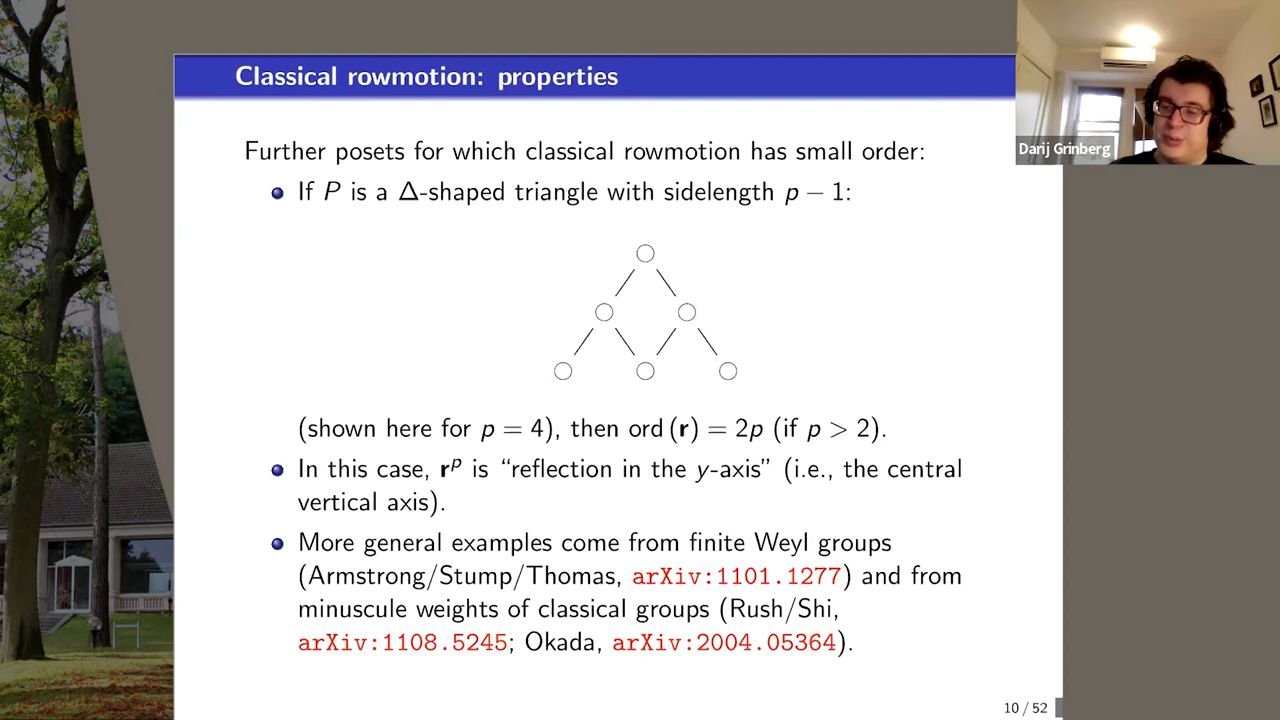 Classical rowmotion: properties
Darij Grinberg
Further posets for which classical rowmotion has small order:
If P is a Δ-shaped triangle with sidelength p − 1:
(shown here for p = 4), then ord (r) = 2p (if p > 2).
In this case, rᵖ is “reflection in the y-axis” (i.e., the central
vertical axis).
More general examples come from finite Weyl groups
(Armstrong/Stump/Thomas, arXiv:1101.1277) and from
minuscule weights of classical groups (Rush/Shi,
arXiv:1108.5245; Okada, arXiv:2004.05364).
10 / 52